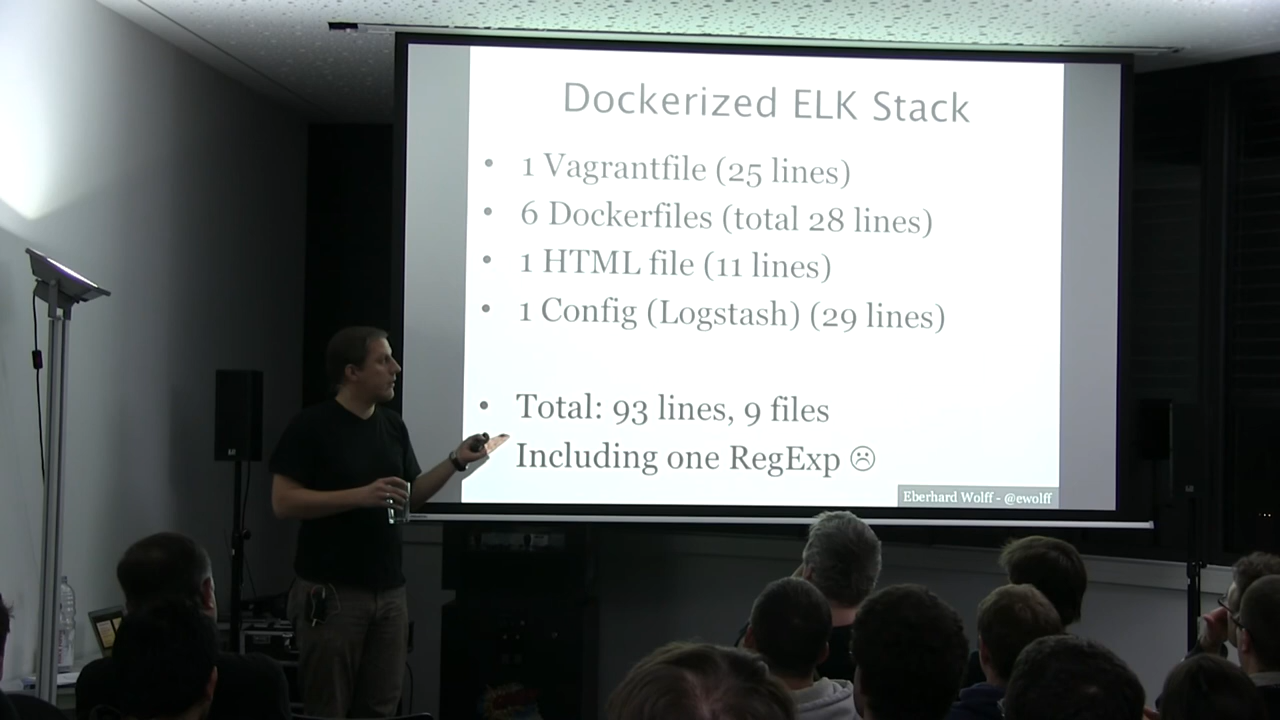 Dockerized ELK Stack
• 1 Vagrantfile (25 lines)
• 6 Dockerfiles (total 28 lines)
• 1 HTML file (11 lines)
• 1 Config (Logstash) (29 lines)
• Total: 93 lines, 9 files
Including one RegExp ☹
Eberhard Wolff - @ewolff